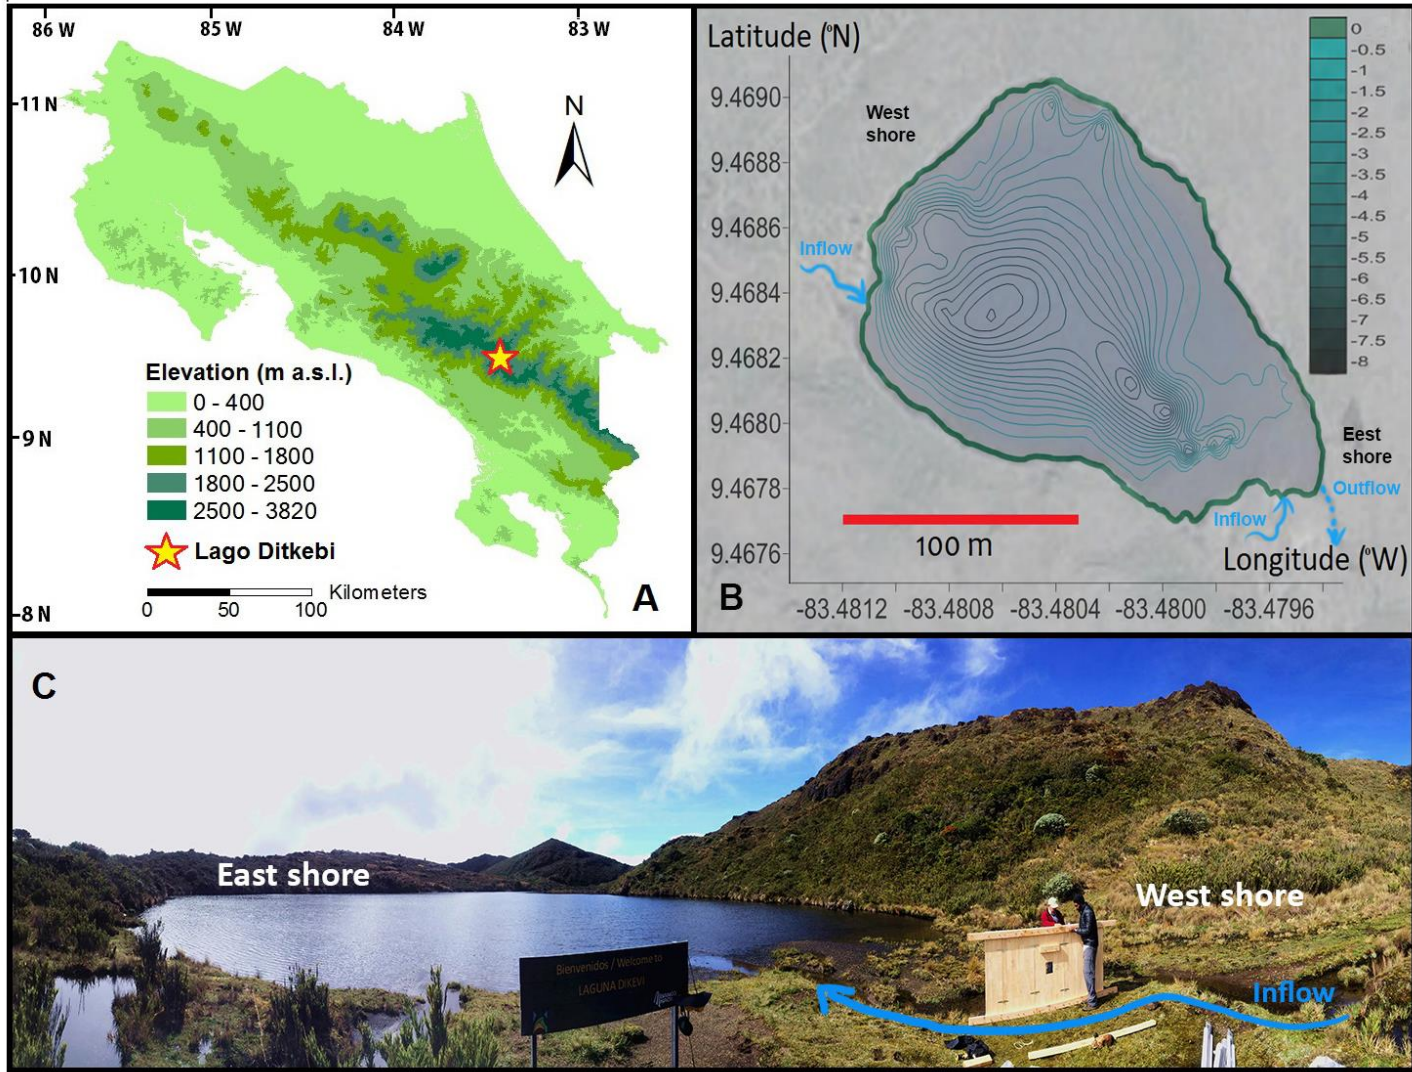 86 W 85 W 84 W 83 W
11 N
10 N
9 N
8 N
N
Elevation (m a.s.l.)
0 - 400
400 - 1100
1100 - 1800
1800 - 2500
2500 - 3820
Lago Ditkebi
Kilometers
0 50 100
A
Latitude (°N)
9.4690
9.4688
9.4686
9.4684
9.4682
9.4680
9.4678
9.4676
West
shore
Inflow
0
-0.5
-1
-1.5
-2
-2.5
-3
-3.5
-4
-4.5
-5
-5.5
-6
-6.5
-7
-7.5
-8
Eest
shore
Outflow
Inflow
100 m
Longitude (°W)
B
-83.4812 -83.4808 -83.4804 -83.4800 -83.4796
C
East shore
West shore
Inflow
Bienvenidos / Welcome to
LAGUNA DIKEVI